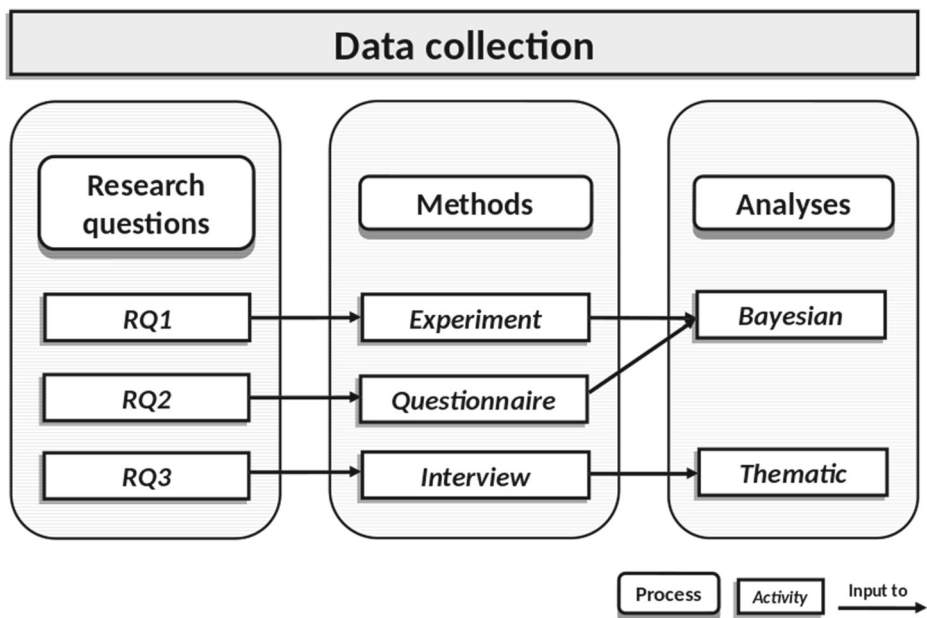 Data collection
Research
questions
Methods
Analyses
RQ1
Experiment
Bayesian
RQ2
Questionnaire
RQ3
Interview
Thematic
Process
Activity
Input to